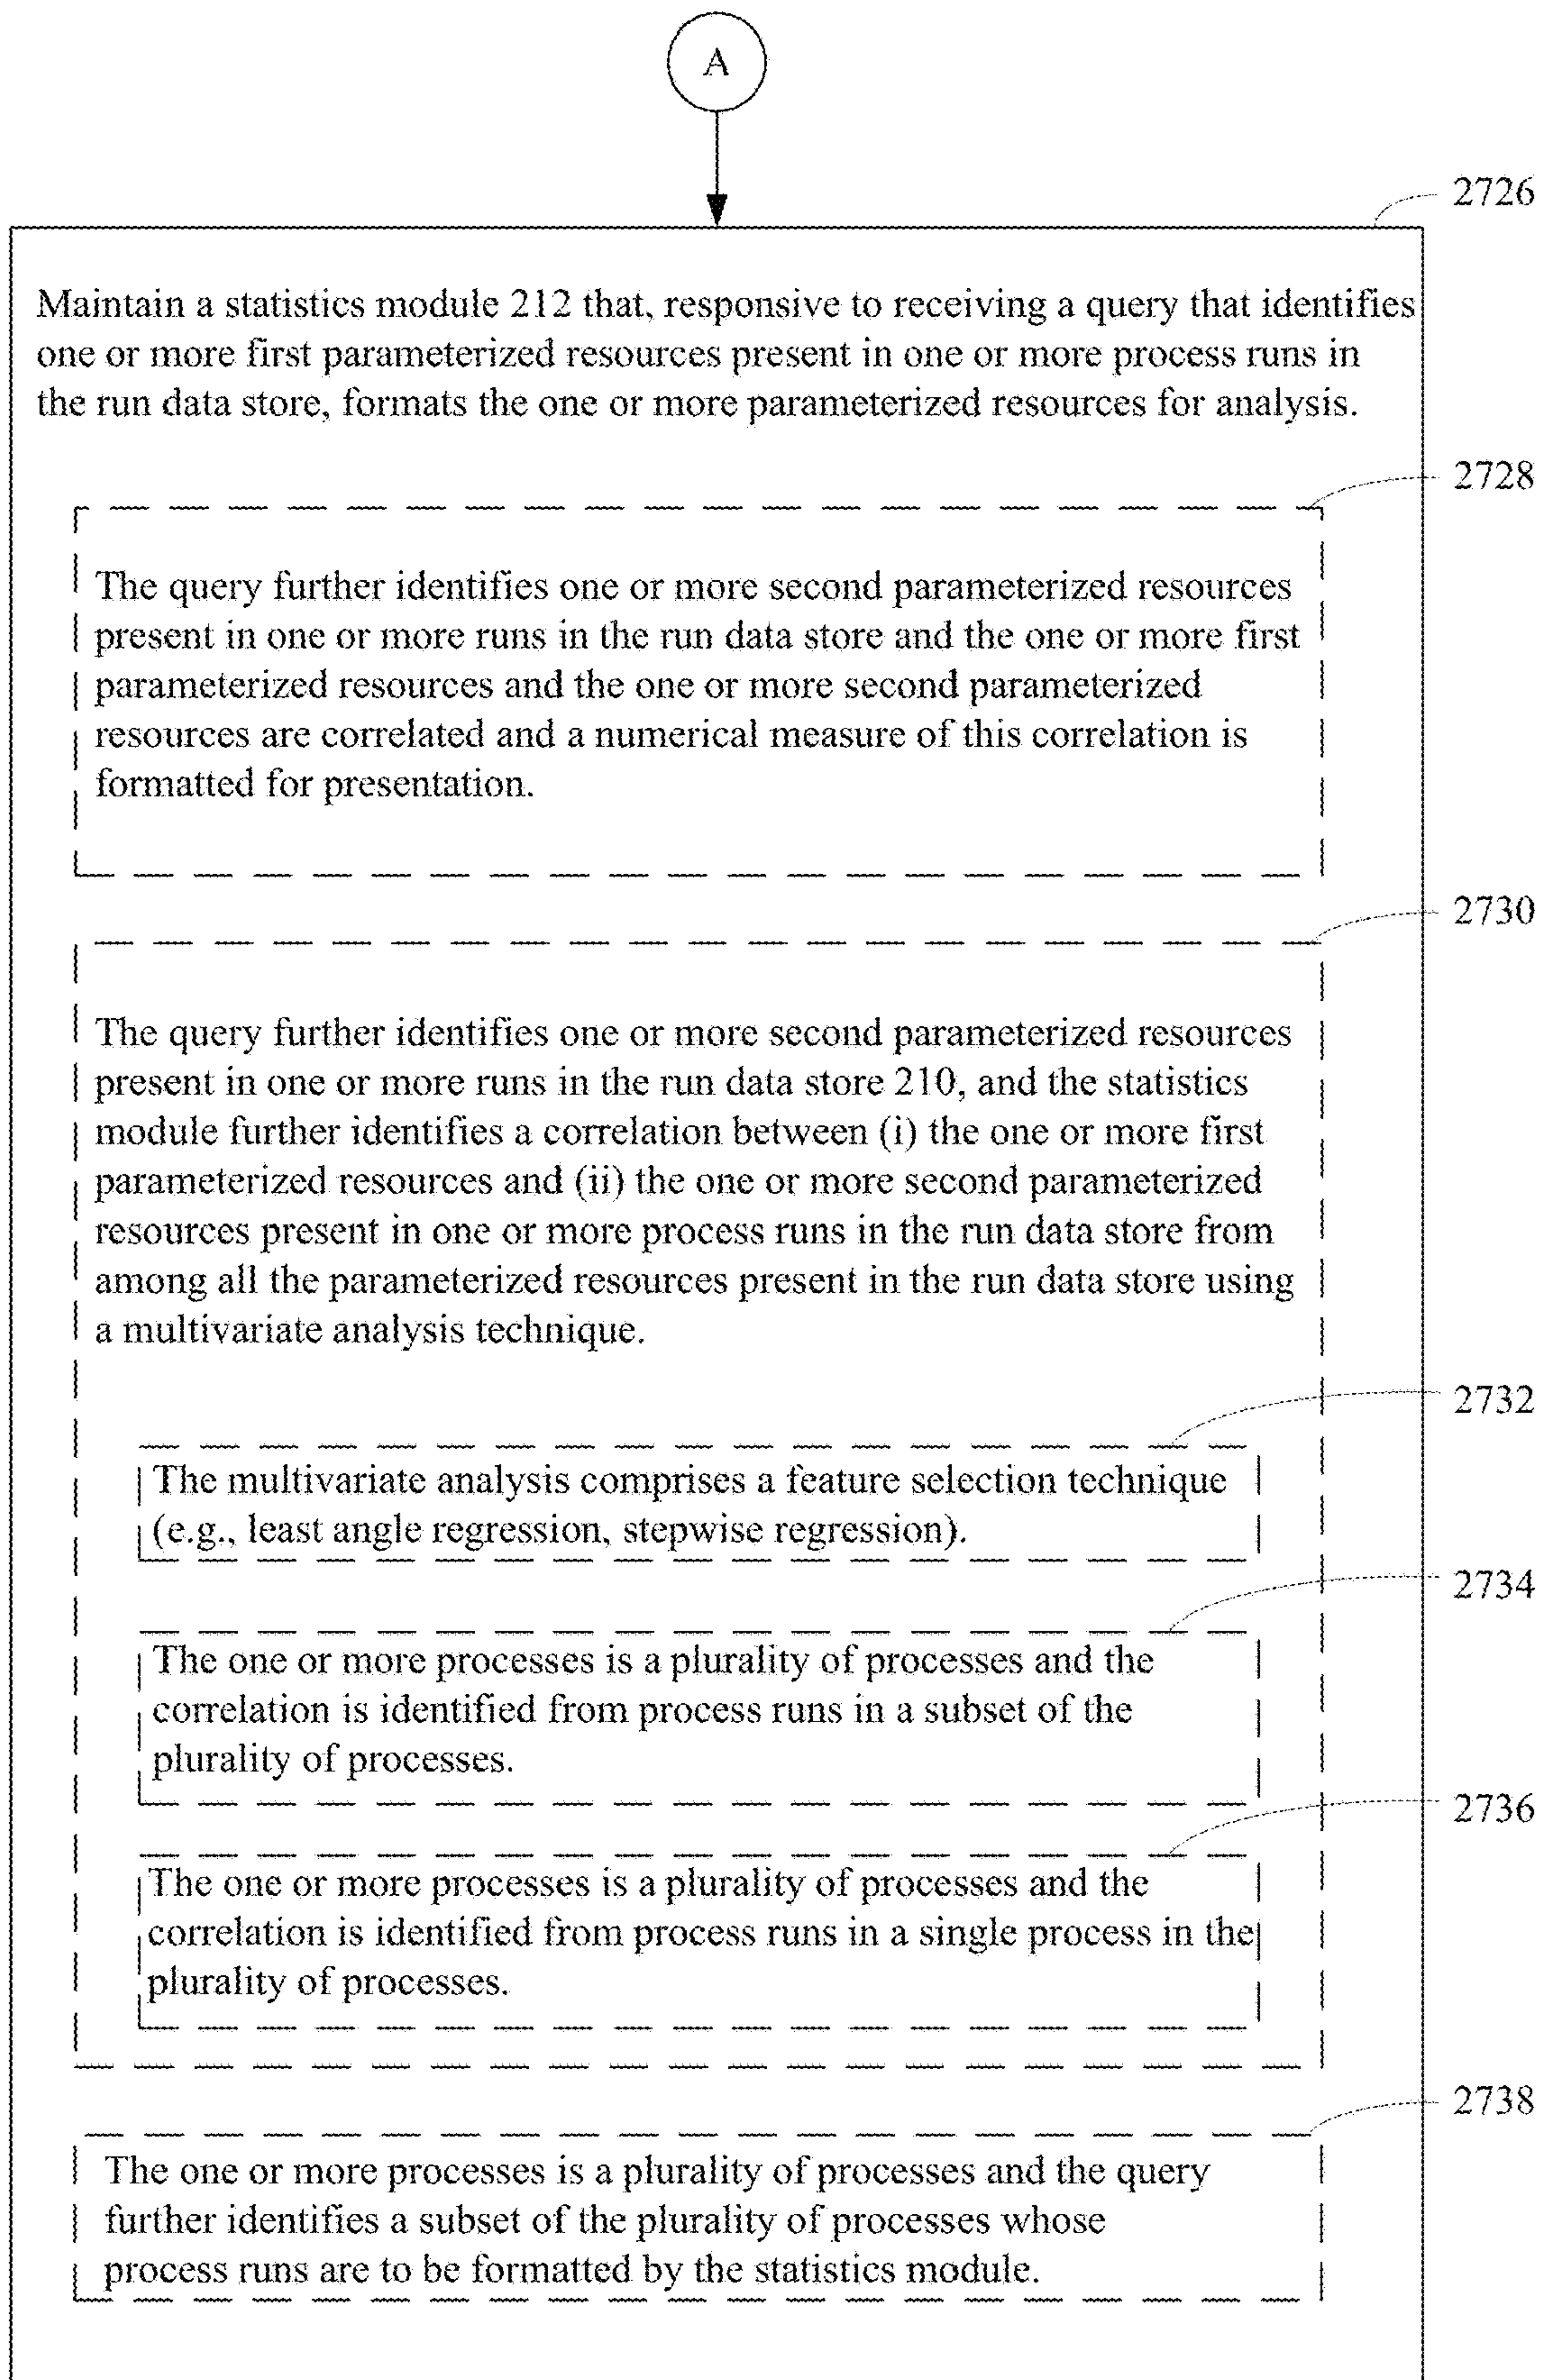 A
2726
Maintain a statistics module 212 that, responsive to receiving a query that identifies
one or more first parameterized resources present in one or more process runs in
the run data store, formats the one or more parameterized resources for analysis.
2728
The query further identifies one or more second parameterized resources
present in one or more runs in the run data store and the one or more first
parameterized resources and the one or more second parameterized
resources are correlated and a numerical measure of this correlation is
formatted for presentation.
2730
The query further identifies one or more second parameterized resources
present in one or more runs in the run data store 210, and the statistics
module further identifies a correlation between (i) the one or more first
parameterized resources and (ii) the one or more second parameterized
resources present in one or more process runs in the run data store from
among all the parameterized resources present in the run data store using
a multivariate analysis technique.
2732
The multivariate analysis comprises a feature selection technique
(e.g., least angle regression, stepwise regression).
2734
The one or more processes is a plurality of processes and the
correlation is identified from process runs in a subset of the
plurality of processes.
2736
The one or more processes is a plurality of processes and the
correlation is identified from process runs in a single process in the
plurality of processes.
2738
The one or more processes is a plurality of processes and the query
further identifies a subset of the plurality of processes whose
process runs are to be formatted by the statistics module.